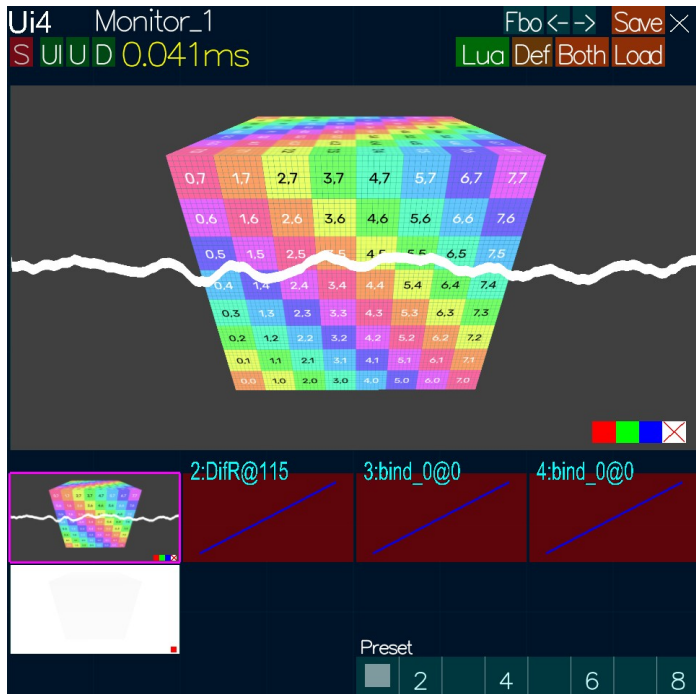 Ui4 Monitor_1 Fbo <- -> Save
S UI U D 0.041ms Lua Def Both Load
0,7 1,7 2,7 3,7 4,7 5,7 6,7 7,7
0,6 1,6 2,6 3,6 4,6 5,6 6,6 7,6
0,5 1,5 2,5 5,5 6,5 7,5
0,4 1,4 2,4 3,4 4,4 5,4 6,4 7,4
0,3 1,3 2,3 3,3 4,3 5,3 6,3 7,3
0,2 1,2 2,2 3,2 4,2 5,2 6,2 7,2
0,1 1,1 2,1 3,1 4,1 5,1 6,1 7,1
0,0 1,0 2,0 3,0 4,0 5,0 6,0 7,0
2:DifR@115 3:bind_0@0 4:bind_0@0
Preset
2 4 6 8